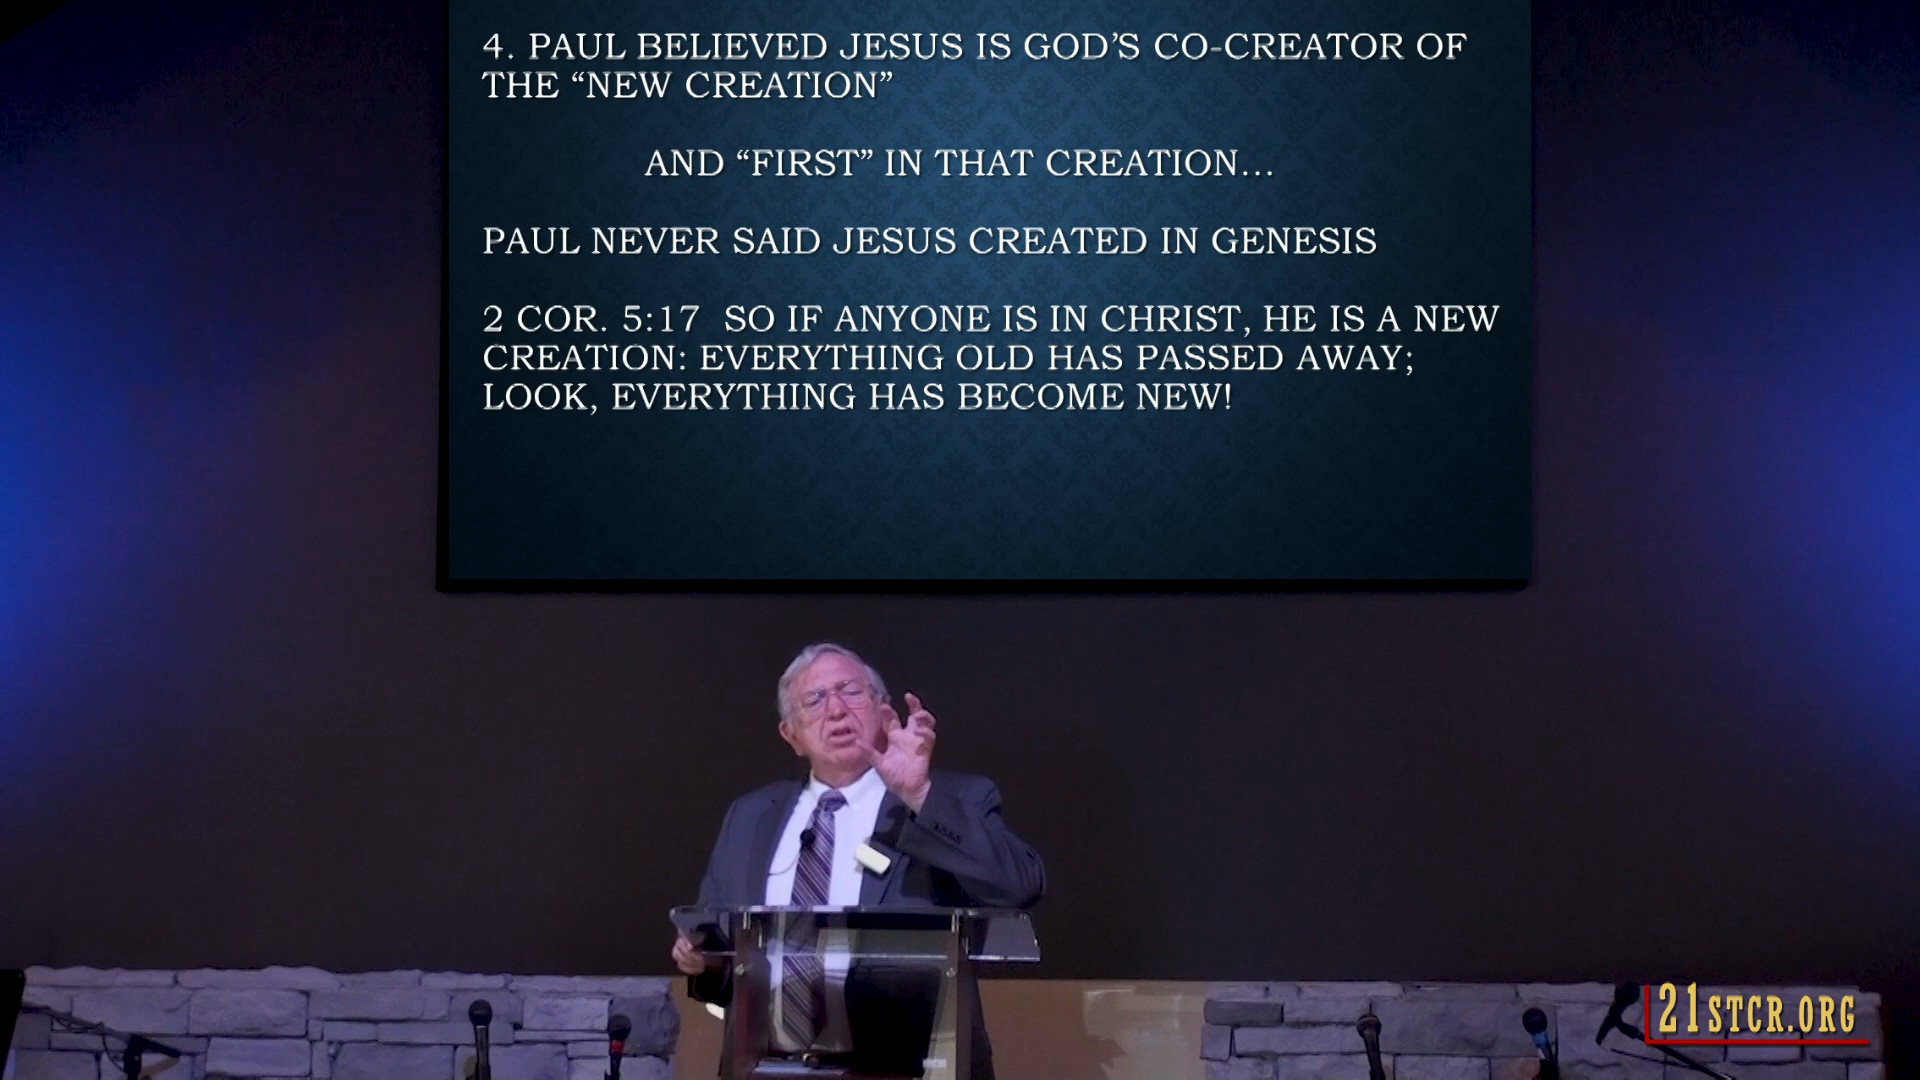 4. PAUL BELIEVED JESUS IS GOD’S CO-CREATOR OF
THE “NEW CREATION”
AND “FIRST” IN THAT CREATION…
PAUL NEVER SAID JESUS CREATED IN GENESIS
2 COR. 5:17 SO IF ANYONE IS IN CHRIST, HE IS A NEW
CREATION: EVERYTHING OLD HAS PASSED AWAY;
LOOK, EVERYTHING HAS BECOME NEW!
21STCR.ORG